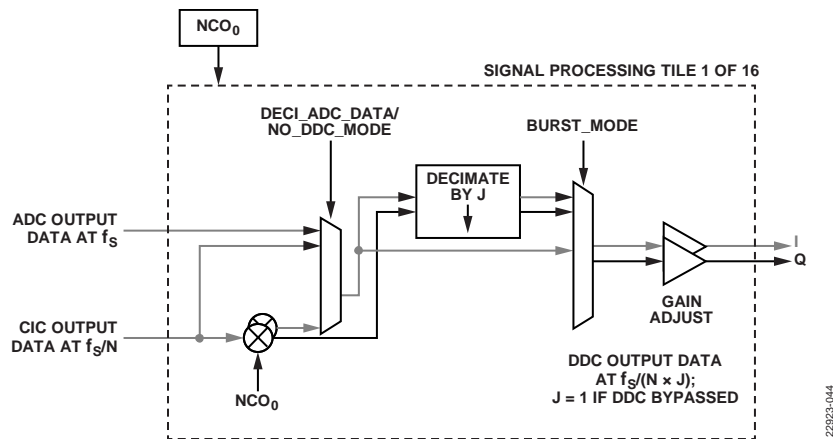 NCO0
SIGNAL PROCESSING TILE 1 OF 16
DECI_ADC_DATA/
NO_DDC_MODE
BURST_MODE
DECIMATE
BY J
ADC OUTPUT
DATA AT fS
I
Q
GAIN
ADJUST
CIC OUTPUT
DATA AT fS/N
NCO0
DDC OUTPUT DATA
AT fS/(N × J);
J = 1 IF DDC BYPASSED
22923-044